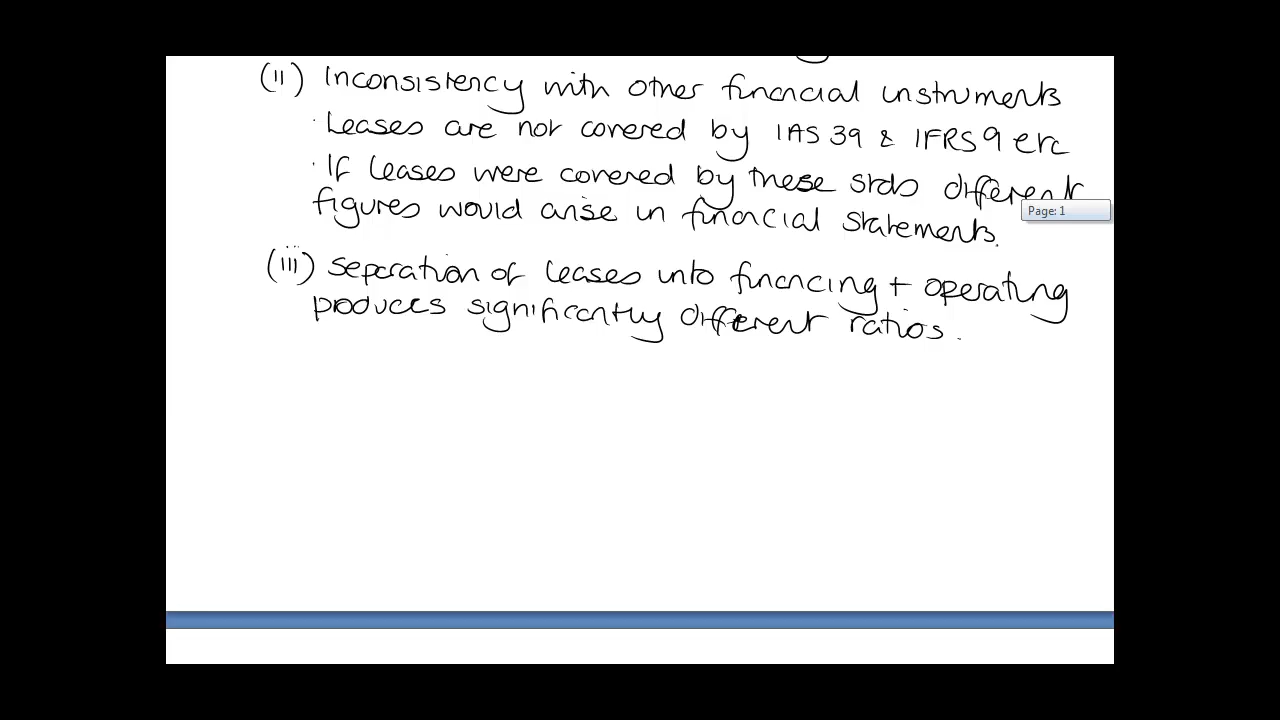 (ii) Inconsistency with other financial instruments
· Leases are not covered by IAS 39 & IFRS 9 etc
· If leases were covered by these stds different
figures would arise in financial statements.
Page: 1
(iii) Separation of leases into financing + operating
produces significantly different ratios.